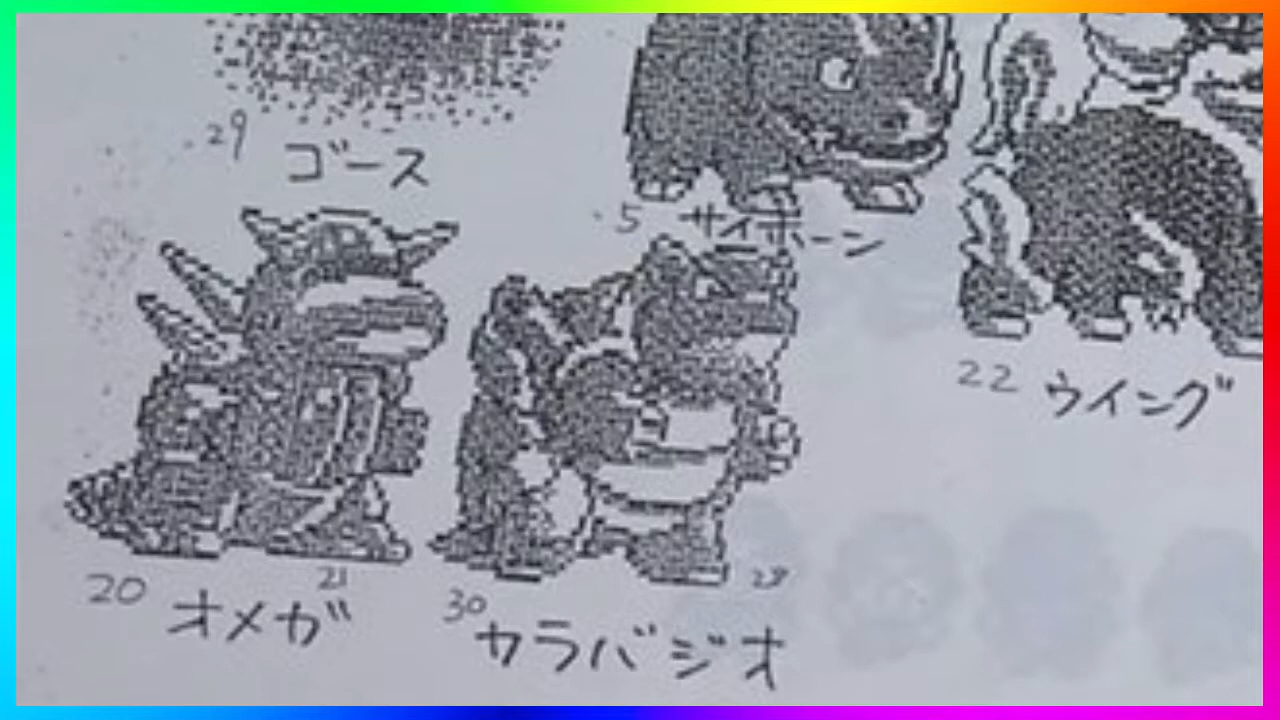 29 ゴース
5 サイホーン
22 ウイング
20 オメガ 21
30 カラバジオ